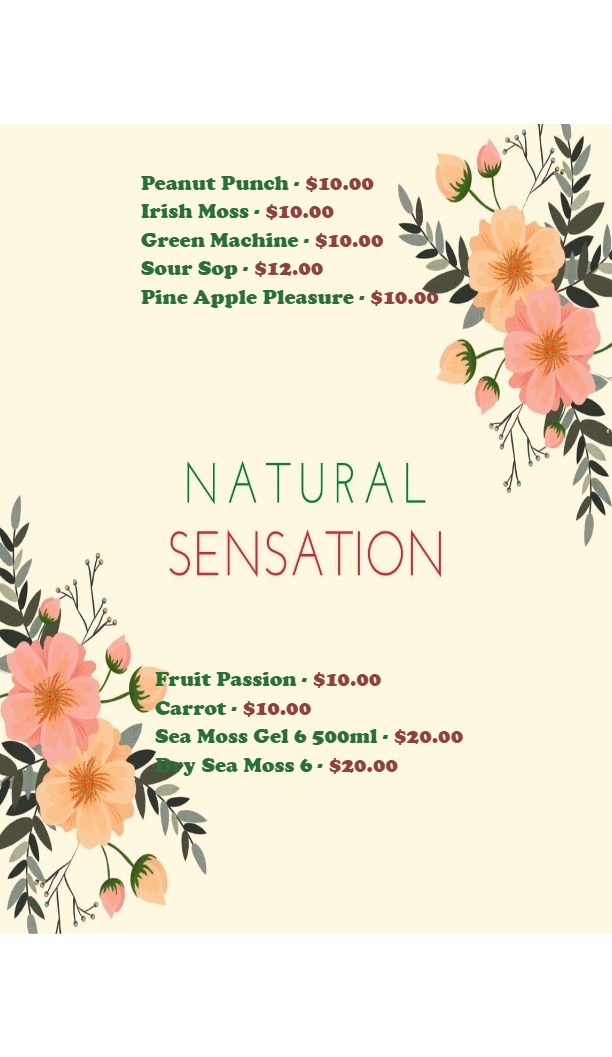 Peanut Punch · $10.00
Irish Moss · $10.00
Green Machine · $10.00
Sour Sop · $12.00
Pine Apple Pleasure · $10.00
NATURAL
SENSATION
Fruit Passion · $10.00
Carrot · $10.00
Sea Moss Gel 6 500ml · $20.00
Dry Sea Moss 6 · $20.00